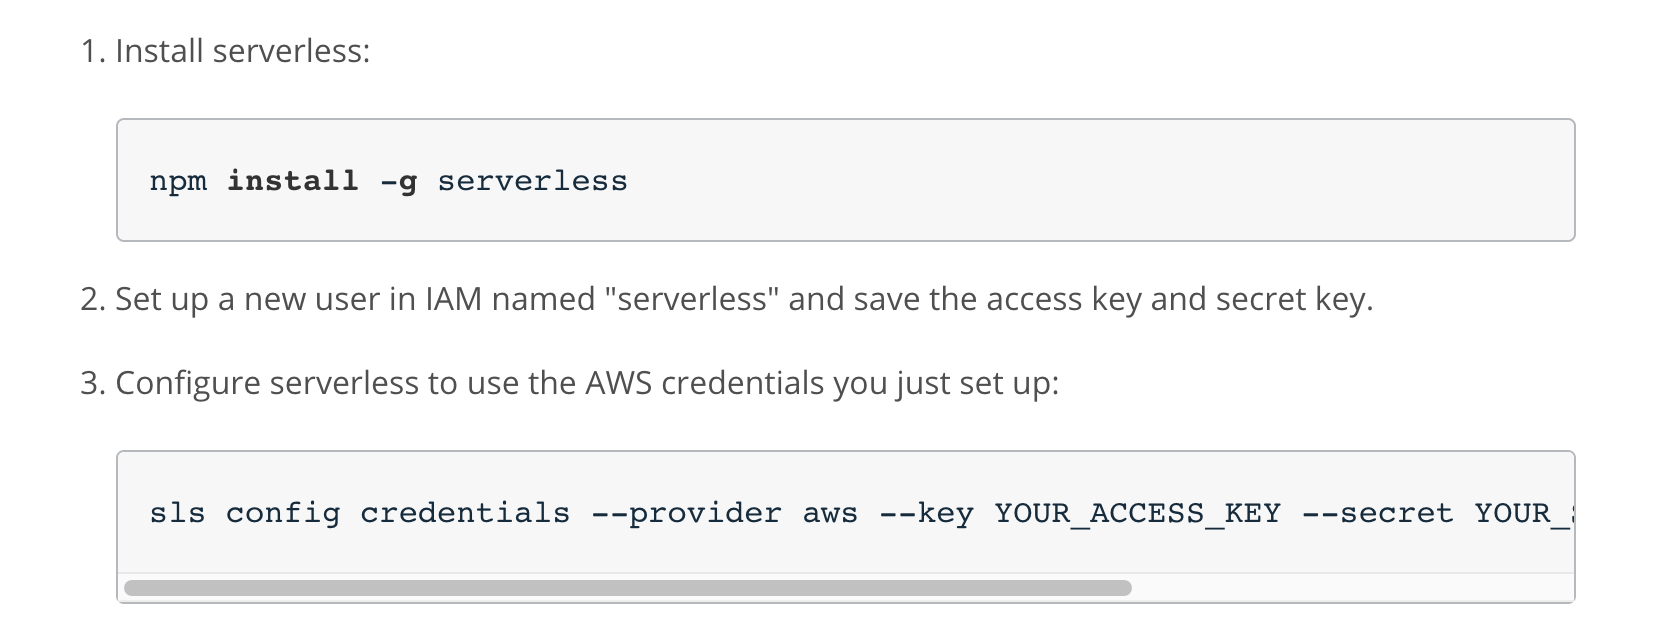 1. Install serverless:
npm install -g serverless
2. Set up a new user in IAM named "serverless" and save the access key and secret key.
3. Configure serverless to use the AWS credentials you just set up:
sls config credentials --provider aws --key YOUR_ACCESS_KEY --secret YOUR_